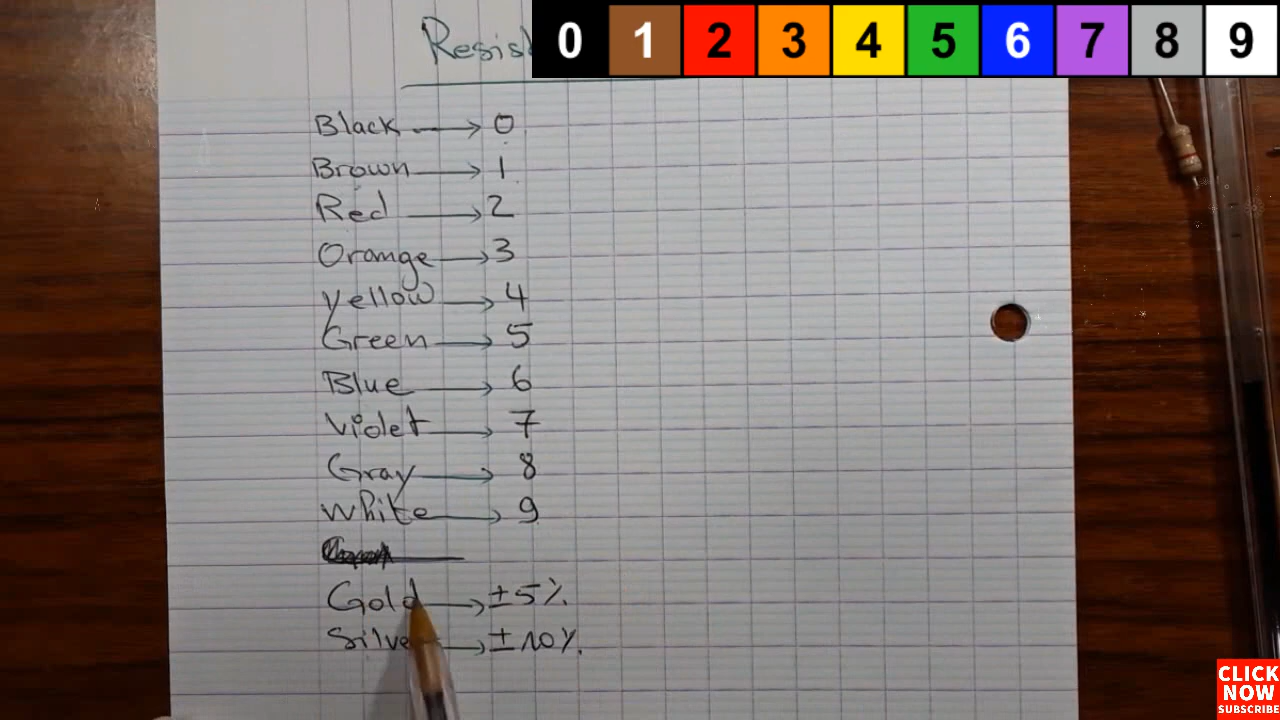 Resist
0 1 2 3 4 5 6 7 8 9
Black → 0
Brown → 1
Red → 2
Orange → 3
yellow → 4
Green → 5
Blue → 6
Violet → 7
Gray → 8
White → 9
Gold → ±5%
Silver → ±10%
CLICK
NOW
SUBSCRIBE